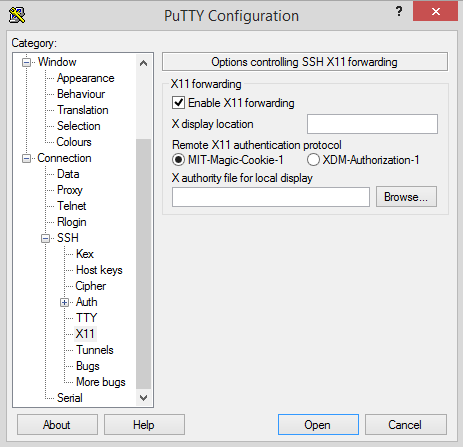 PuTTY Configuration
?
Category:
Window
Appearance
Behaviour
Translation
Selection
Colours
Connection
Data
Proxy
Telnet
Rlogin
SSH
Kex
Host keys
Cipher
Auth
TTY
X11
Tunnels
Bugs
More bugs
Serial
Options controlling SSH X11 forwarding
X11 forwarding
Enable X11 forwarding
X display location
Remote X11 authentication protocol
MIT-Magic-Cookie-1 XDM-Authorization-1
X authority file for local display
Browse...
About Help Open Cancel